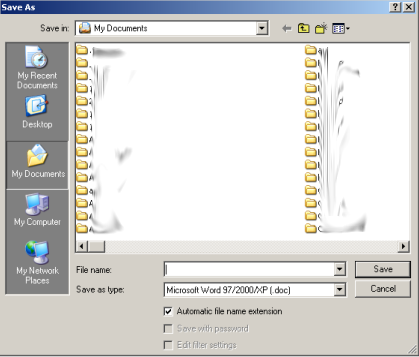 Save As
Save in: My Documents
My Recent
Documents
Desktop
My Documents
My Computer
My Network
Places
File name:
Save
Save as type: Microsoft Word 97/2000/XP (.doc)
Cancel
Automatic file name extension
Save with password
Edit filter settings